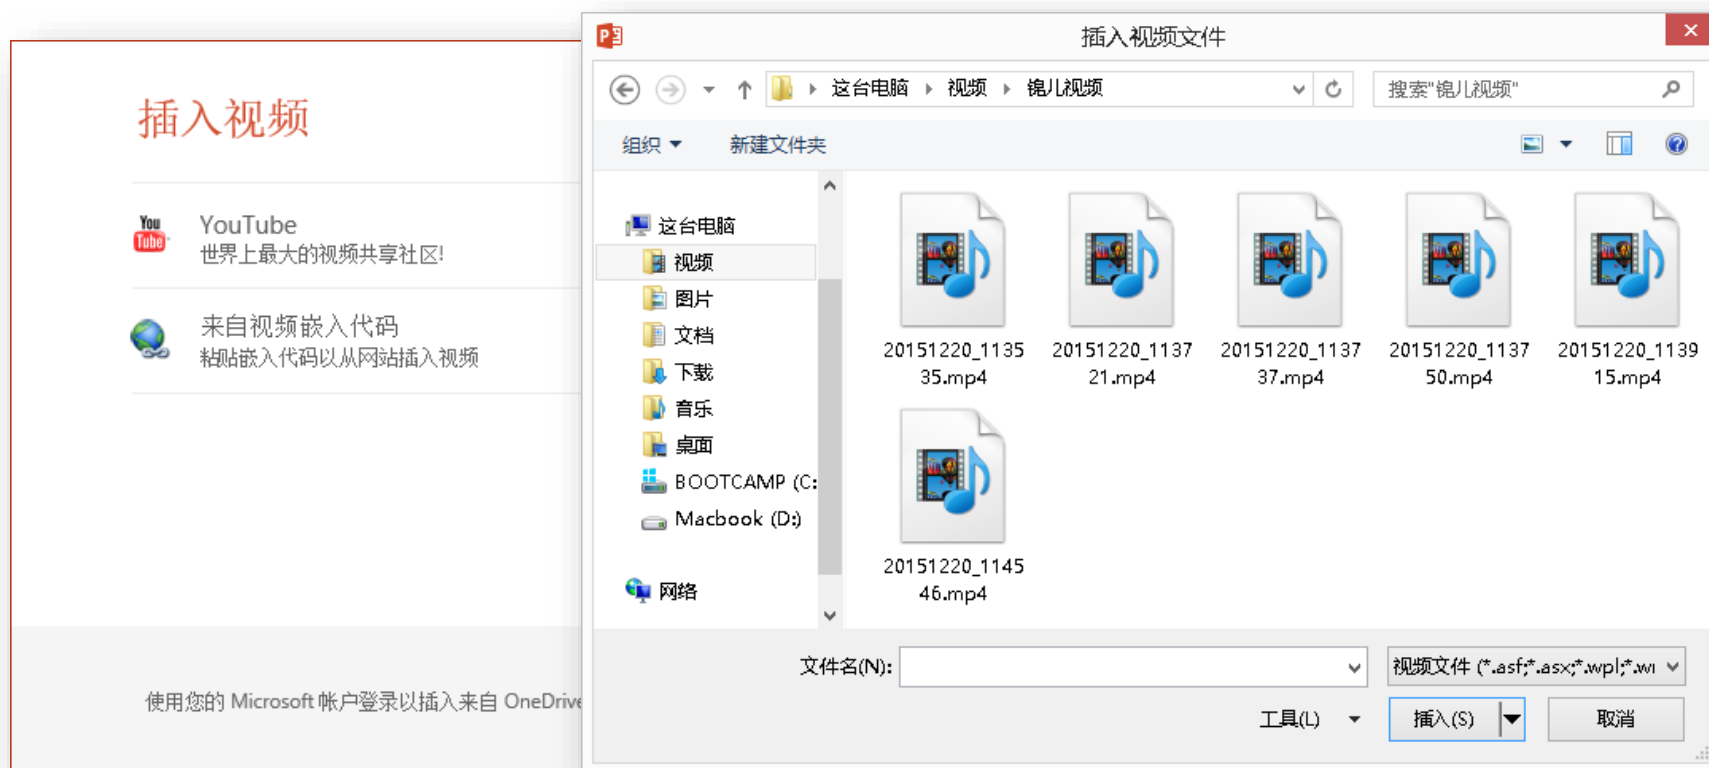 插入视频
You
Tube
YouTube
世界上最大的视频共享社区!
来自视频嵌入代码
粘贴嵌入代码以从网站插入视频
使用您的 Microsoft 帐户登录以插入来自 OneDrive
插入视频文件
这台电脑 视频 锦儿视频
搜索"锦儿视频"
组织 新建文件夹
这台电脑
视频
图片
文档
下载
音乐
桌面
BOOTCAMP (C:
Macbook (D:)
网络
20151220_1135
35.mp4
20151220_1137
21.mp4
20151220_1137
37.mp4
20151220_1137
50.mp4
20151220_1139
15.mp4
20151220_1145
46.mp4
文件名(N):
视频文件 (*.asf;*.asx;*.wpl;*.w
工具(L) 插入(S) 取消